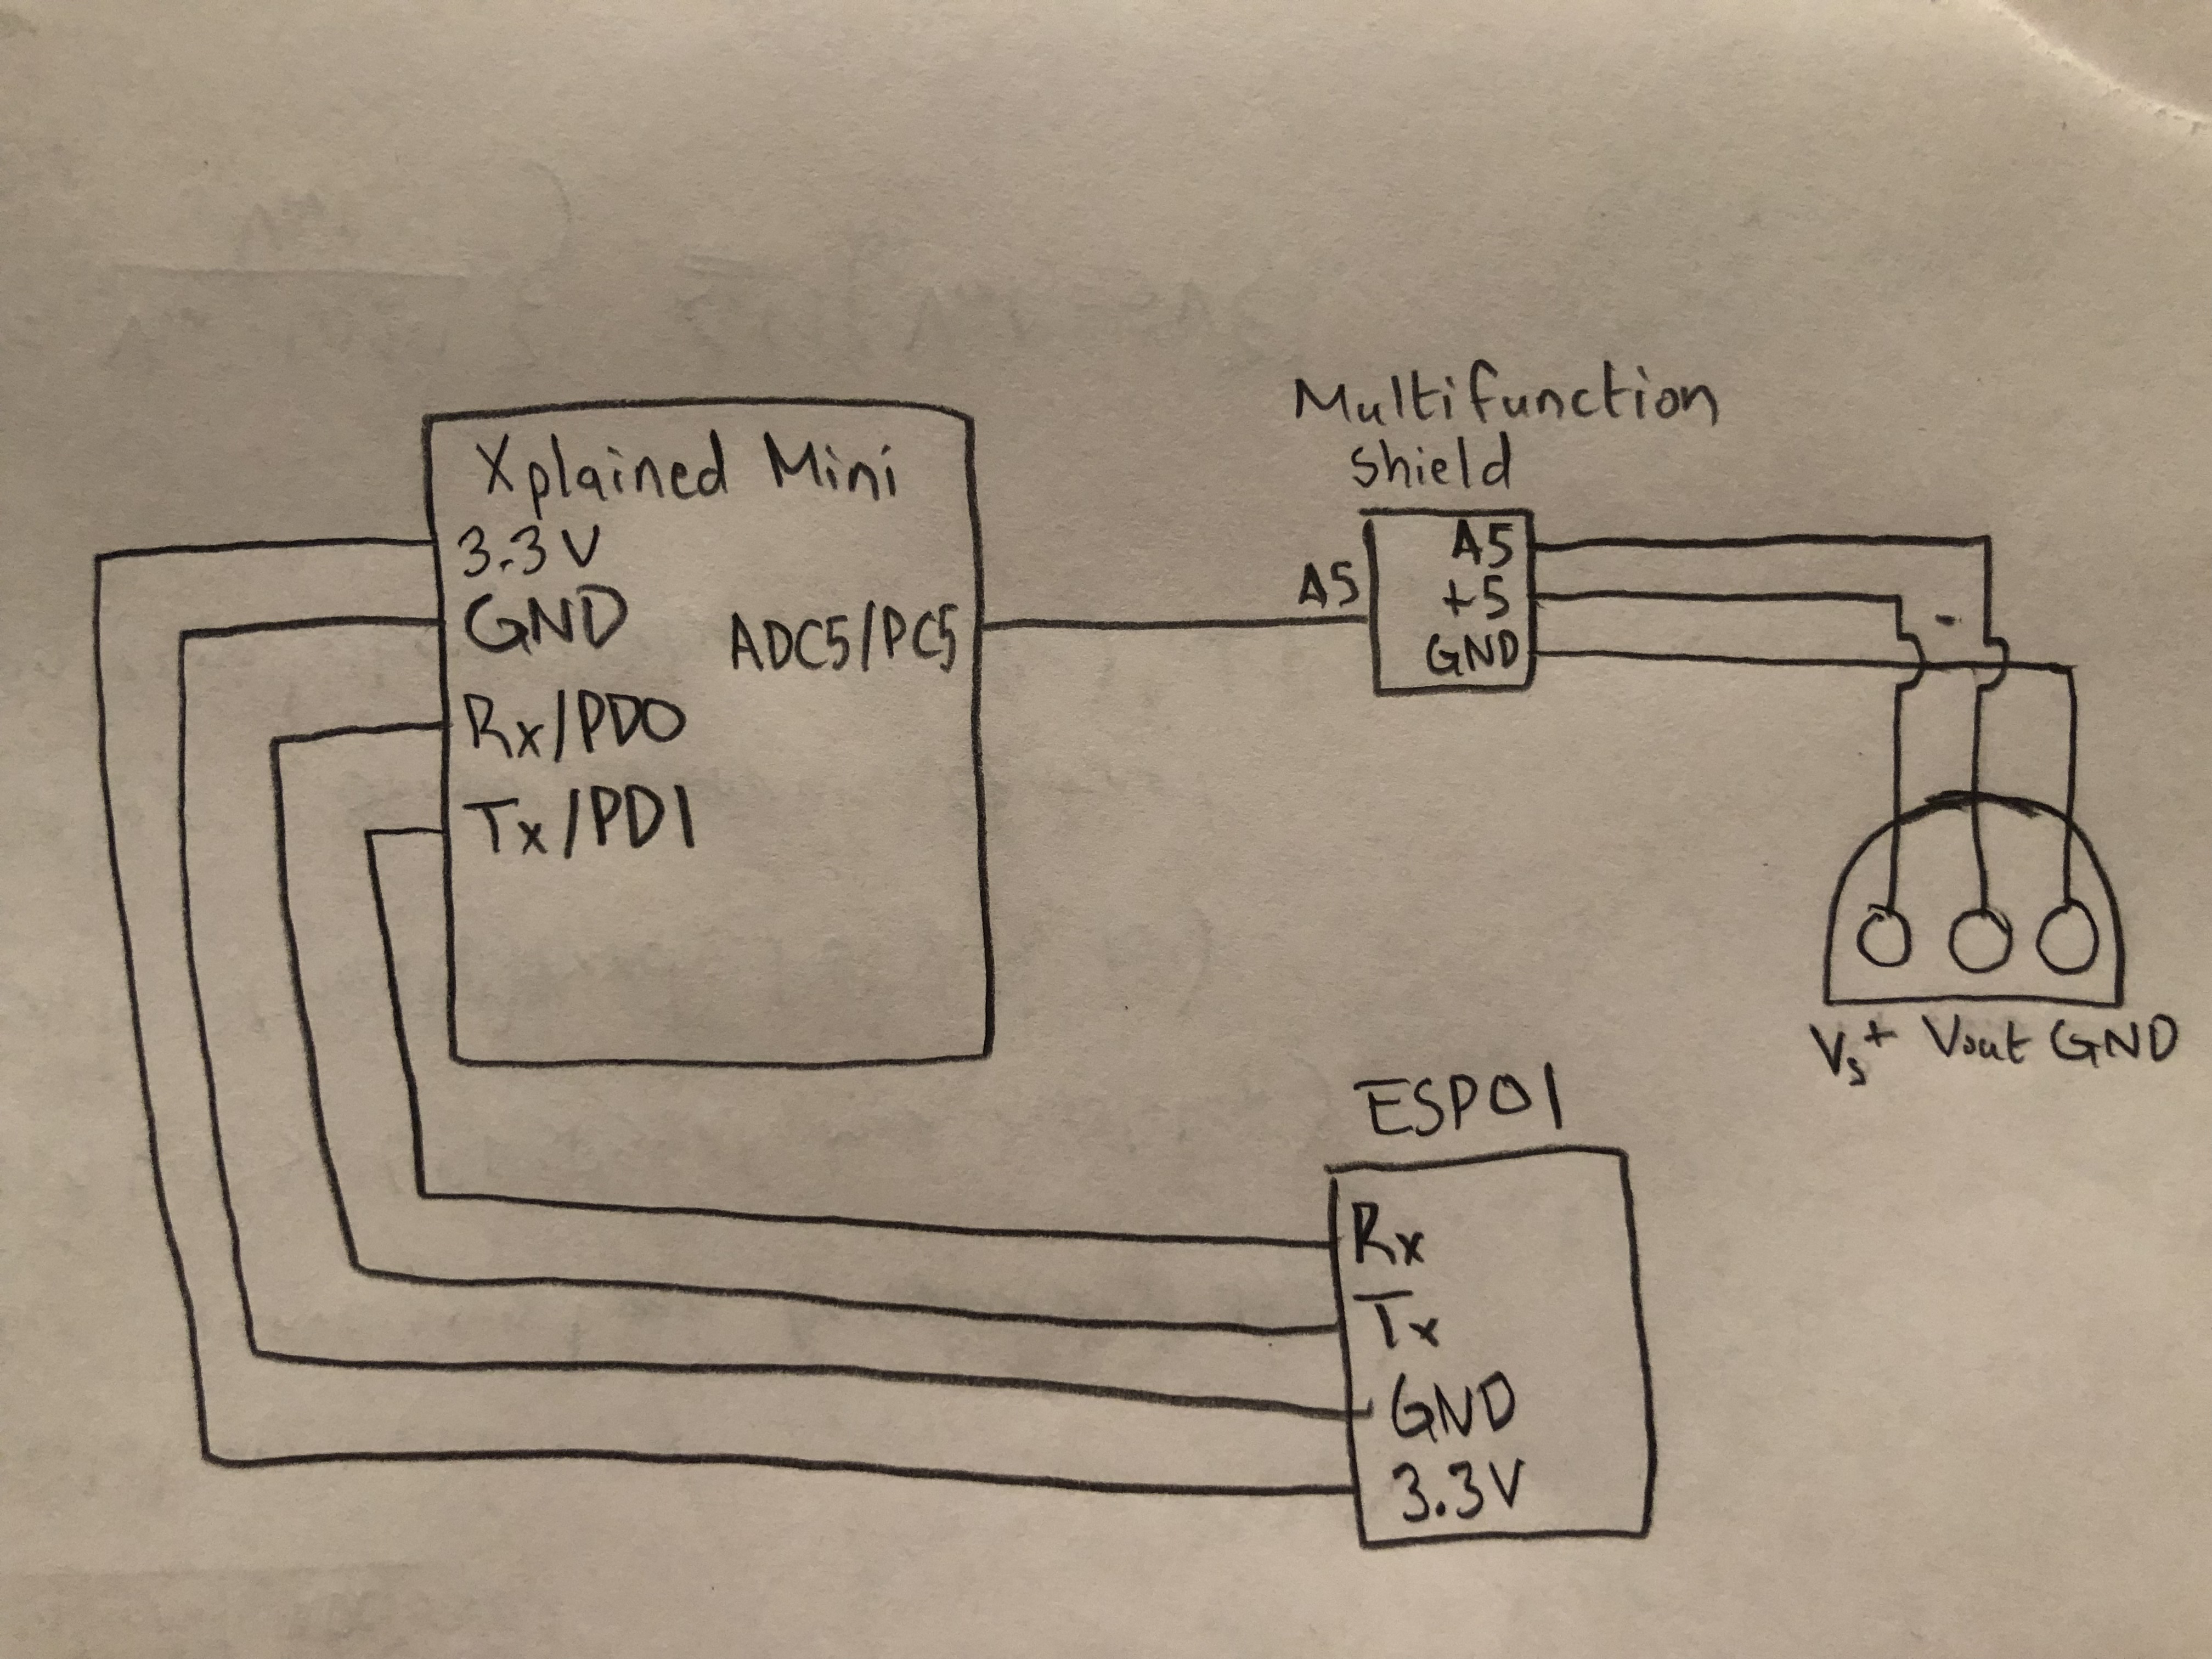 Xplained Mini
3.3V
GND
ADC5/PC5
Rx/PD0
Tx/PD1
Multifunction
Shield
A5
A5
+5
GND
Vs+ Vout GND
ESP01
Rx
Tx
GND
3.3V